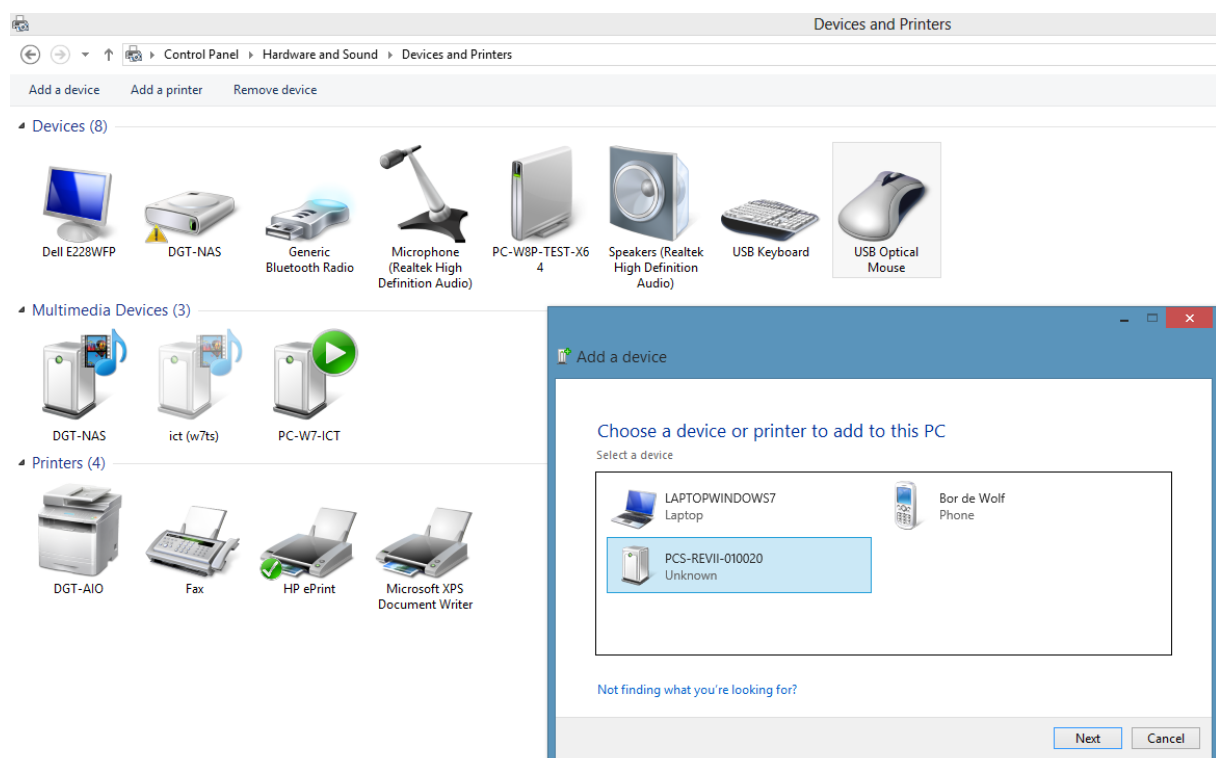 Devices and Printers
Control Panel Hardware and Sound Devices and Printers
Add a device Add a printer Remove device
Devices (8)
Dell E228WFP
DGT-NAS
Generic
Bluetooth Radio
Microphone
(Realtek High
Definition Audio)
PC-W8P-TEST-X6
4
Speakers (Realtek
High Definition
Audio)
USB Keyboard
USB Optical
Mouse
Multimedia Devices (3)
DGT-NAS
ict (w7ts)
PC-W7-ICT
Printers (4)
DGT-AIO
Fax
HP ePrint
Microsoft XPS
Document Writer
Add a device
Choose a device or printer to add to this PC
Select a device
LAPTOPWINDOWS7
Laptop
Bor de Wolf
Phone
PCS-REVII-010020
Unknown
Not finding what you're looking for?
Next Cancel